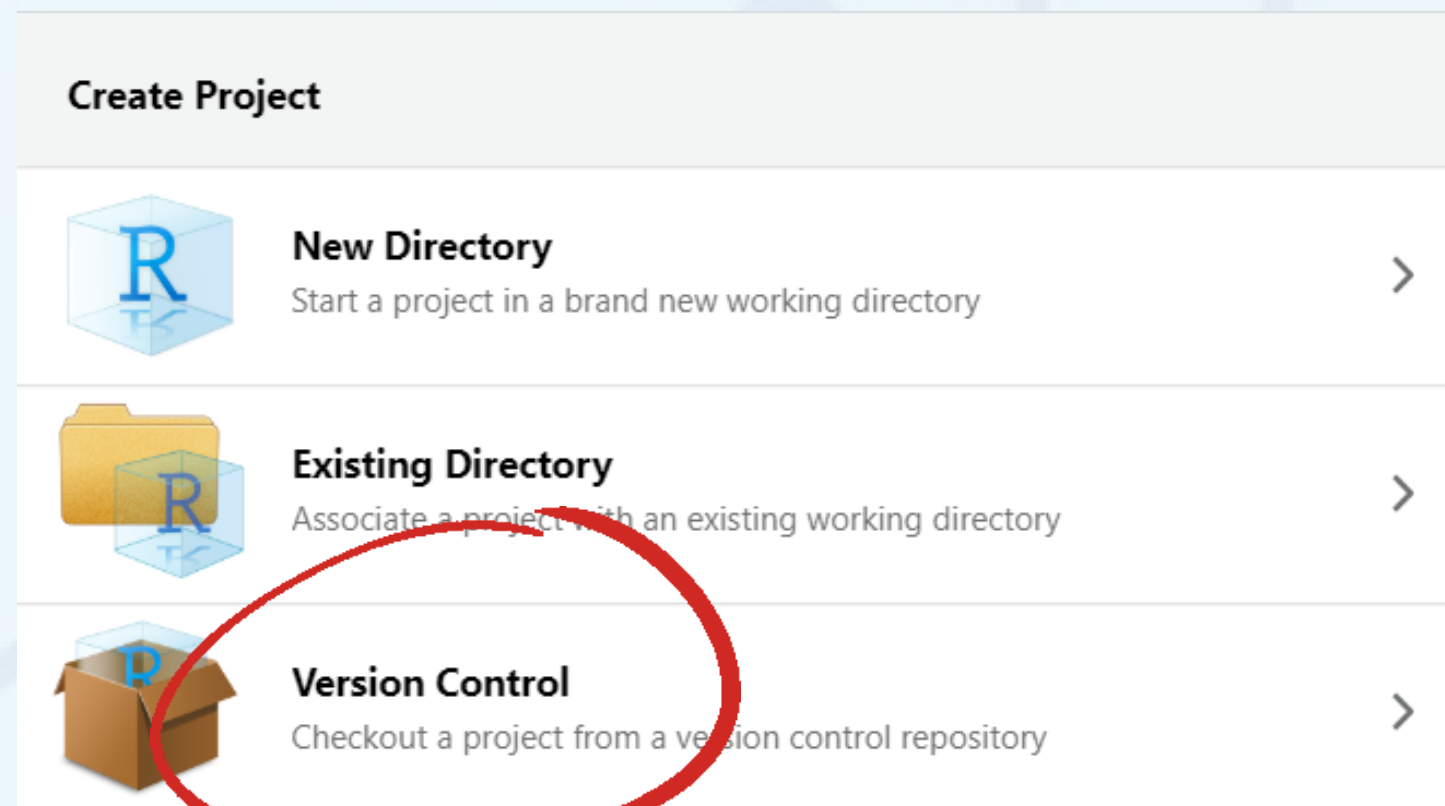 Create Project
New Directory
Start a project in a brand new working directory
Existing Directory
Associate a project with an existing working directory
Version Control
Checkout a project from a version control repository